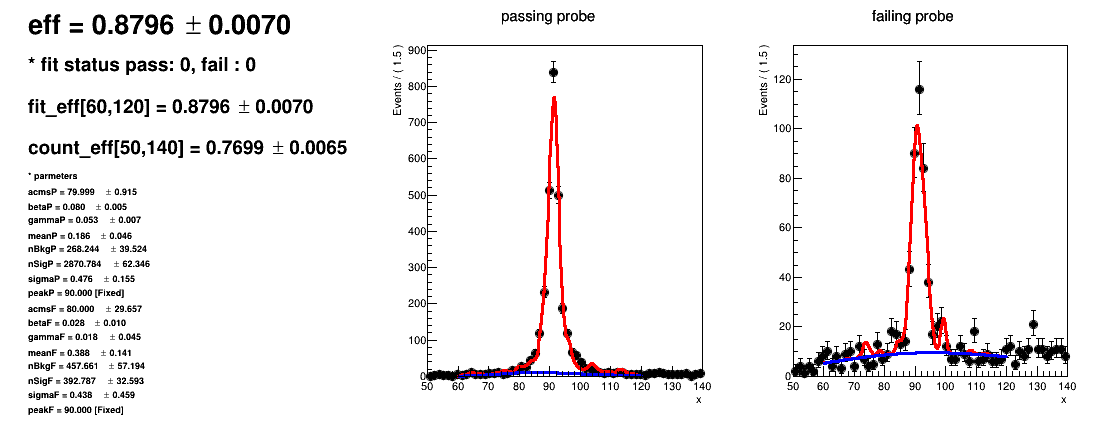 eff = 0.8796 ± 0.0070
* fit status pass: 0, fail : 0
fit_eff[60,120] = 0.8796 ± 0.0070
count_eff[50,140] = 0.7699 ± 0.0065
* parmeters
acmsP = 79.999 ± 0.915
betaP = 0.080 ± 0.005
gammaP = 0.053 ± 0.007
meanP = 0.186 ± 0.046
nBkgP = 268.244 ± 39.524
nSigP = 2870.784 ± 62.346
sigmaP = 0.476 ± 0.155
peakP = 90.000 [Fixed]
acmsF = 80.000 ± 29.657
betaF = 0.028 ± 0.010
gammaF = 0.018 ± 0.045
meanF = 0.388 ± 0.141
nBkgF = 457.661 ± 57.194
nSigF = 392.787 ± 32.593
sigmaF = 0.438 ± 0.459
peakF = 90.000 [Fixed]
passing probe
Events / ( 1.5 )
900
800
700
600
500
400
300
200
100
0
50 60 70 80 90 100 110 120 130 140
x
failing probe
Events / ( 1.5 )
120
100
80
60
40
20
0
50 60 70 80 90 100 110 120 130 140
x